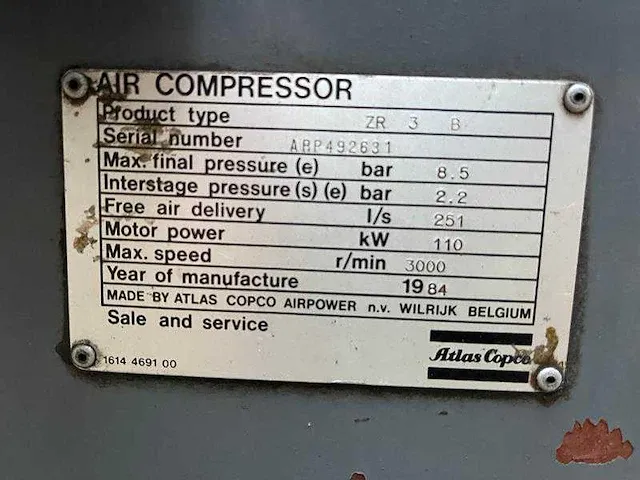 AIR COMPRESSOR
Product type ZR 3 B
Serial number ARP492631
Max. final pressure (e) bar 8.5
Interstage pressure (s) (e) bar 2.2
Free air delivery l/s 251
Motor power kW 110
Max. speed r/min 3000
Year of manufacture 19 84
MADE BY ATLAS COPCO AIRPOWER n.v. WILRIJK BELGIUM
Sale and service
Atlas Copco
1614 4691 00